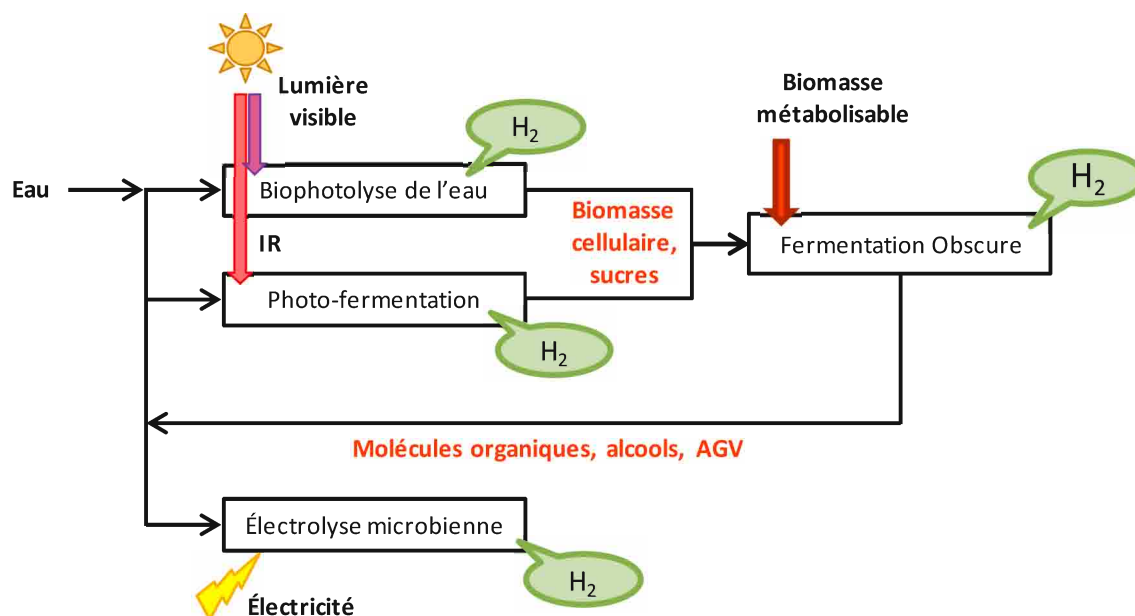 Lumière
visible
H2
Biomasse
métabolisable
Eau
Biophotolyse de l'eau
H2
Biomasse
cellulaire,
sucres
IR
Fermentation Obscure
Photo-fermentation
H2
Molécules organiques, alcools, AGV
Électrolyse microbienne
H2
Électricité